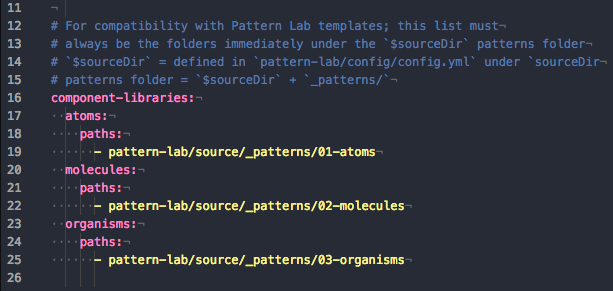 11
12 # For compatibility with Pattern Lab templates; this list must
13 # always be the folders immediately under the `$sourceDir` patterns folder
14 # `$sourceDir` = defined in `pattern-lab/config/config.yml` under `sourceDir
15 # patterns folder = `$sourceDir` + `_patterns/`
16 component-libraries:
17   atoms:
18     paths:
19       - pattern-lab/source/_patterns/01-atoms
20   molecules:
21     paths:
22       - pattern-lab/source/_patterns/02-molecules
23   organisms:
24     paths:
25       - pattern-lab/source/_patterns/03-organisms
26